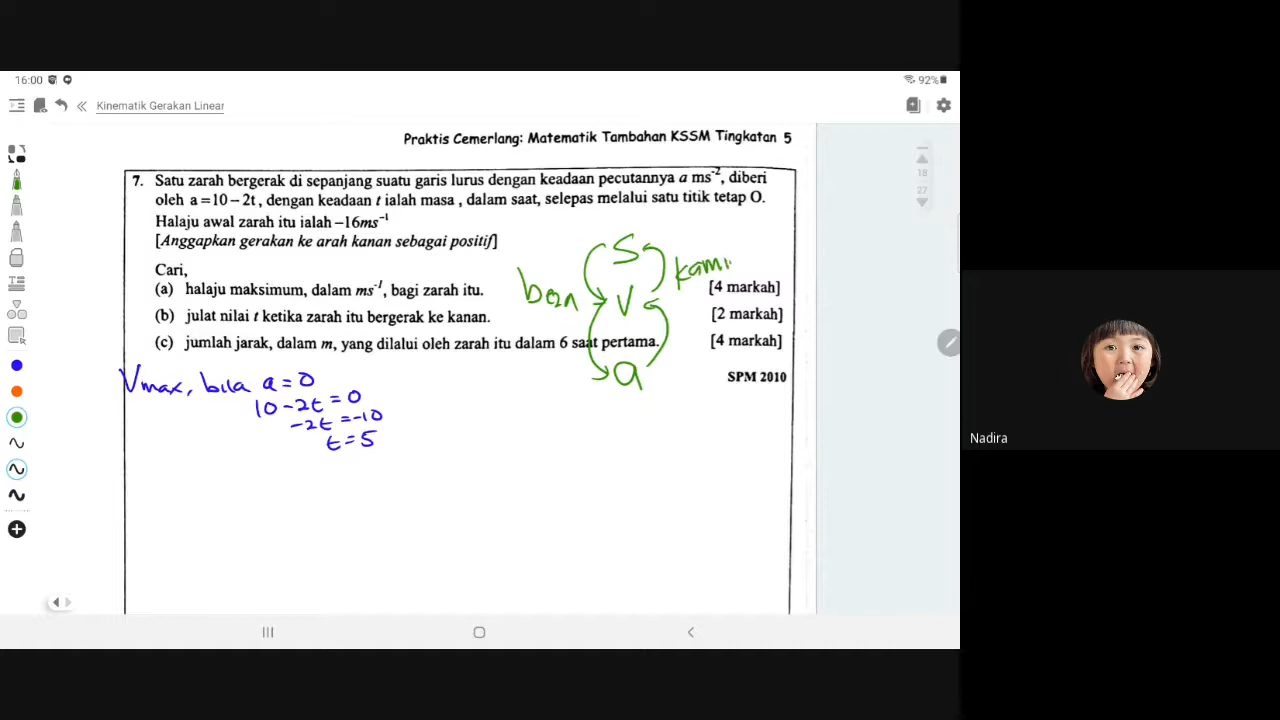 16:00
92%
Kinematik Gerakan Linear
Praktis Cemerlang: Matematik Tambahan KSSM Tingkatan 5
7. Satu zarah bergerak di sepanjang suatu garis lurus dengan keadaan pecutannya a ms⁻², diberi
oleh a =10 – 2t, dengan keadaan t ialah masa , dalam saat, selepas melalui satu titik tetap O.
Halaju awal zarah itu ialah –16ms⁻¹
[Anggapkan gerakan ke arah kanan sebagai positif]
Cari,
(a) halaju maksimum, dalam ms⁻¹, bagi zarah itu. [4 markah]
(b) julat nilai t ketika zarah itu bergerak ke kanan. [2 markah]
(c) jumlah jarak, dalam m, yang dilalui oleh zarah itu dalam 6 saat pertama. [4 markah]
SPM 2010
S
V
a
kami
Vmax, bila a = 0
10 - 2t = 0
-2t = -10
t = 5
18
27
Nadira